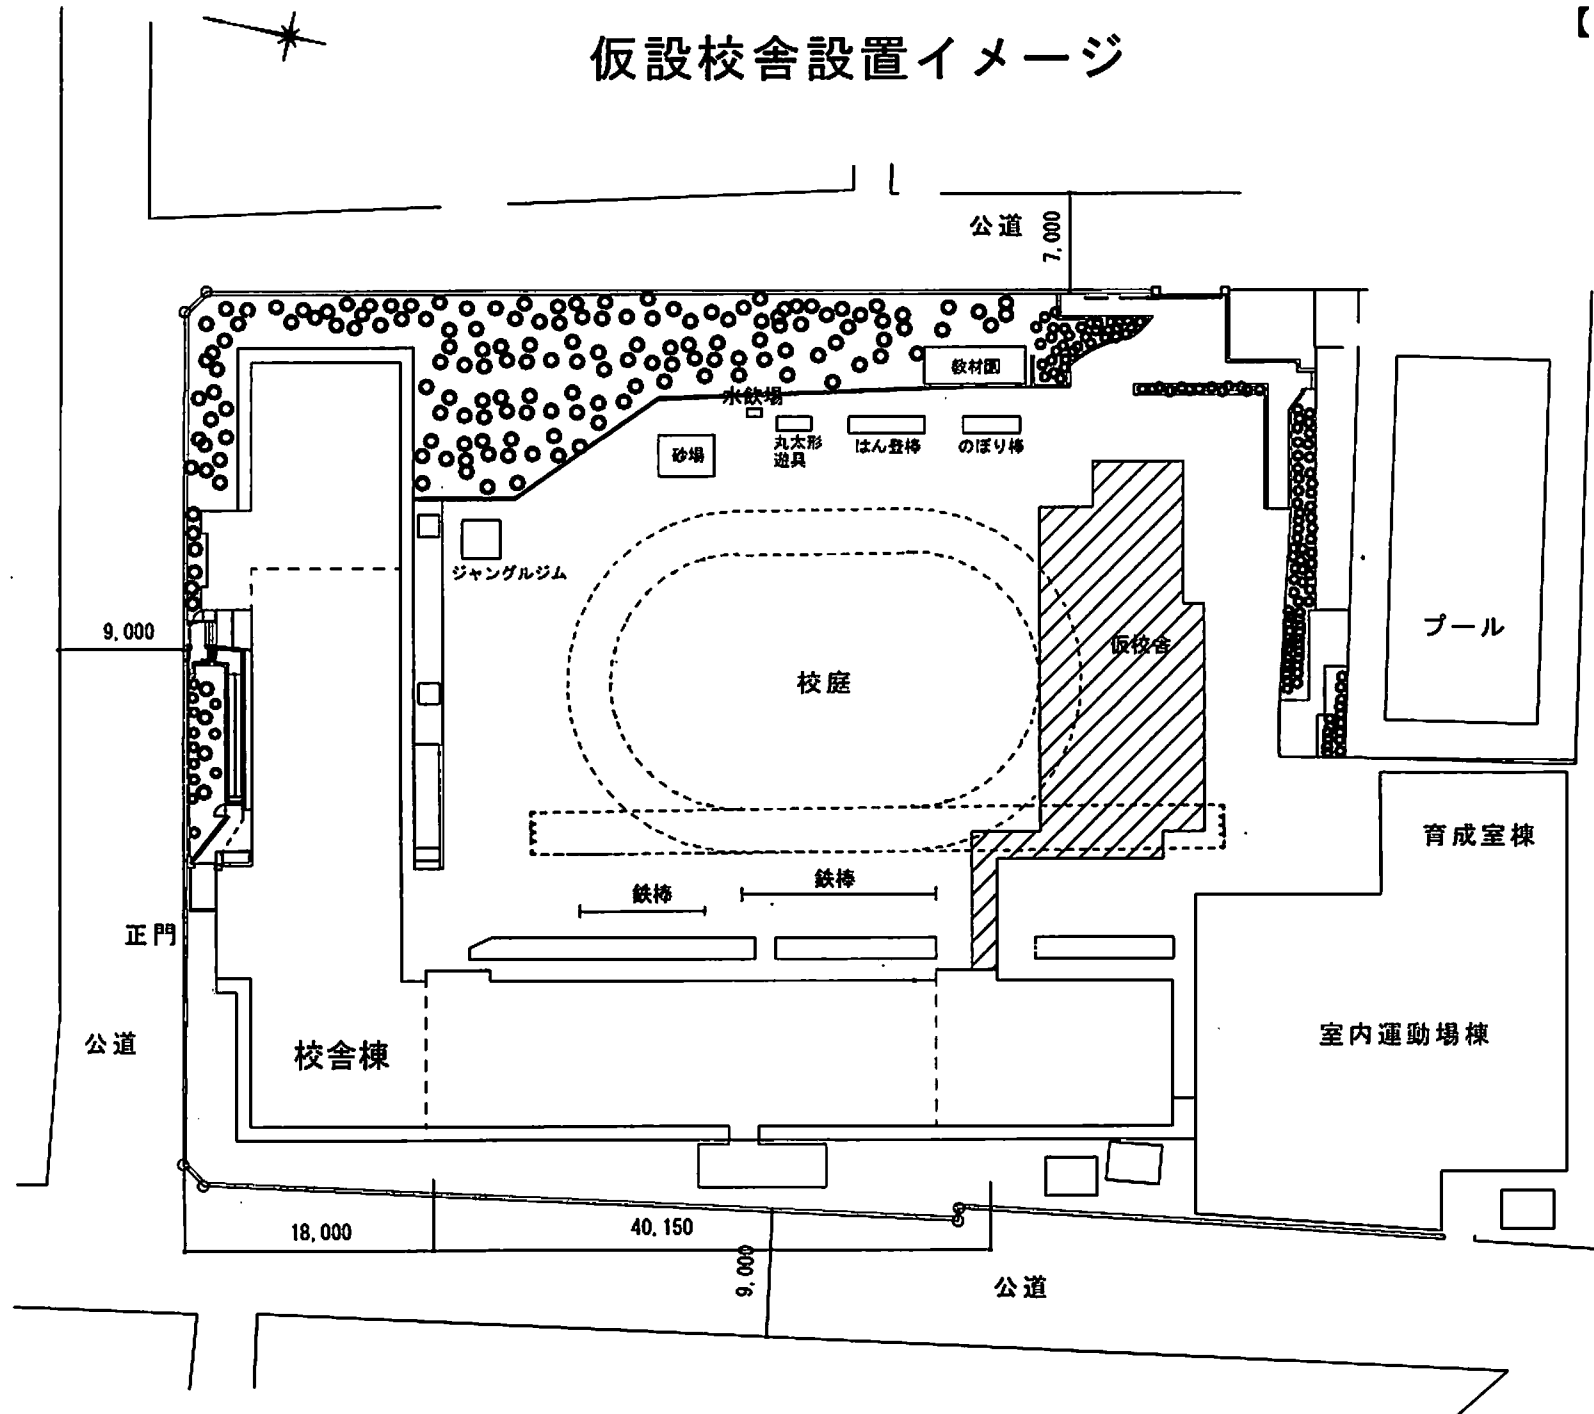 【
仮設校舎設置イメージ
公道
7,000
教材園
水飲場
砂場
丸太形
遊具
はん登棒
のぼり棒
ジャングルジム
9,000
校庭
仮校舎
プール
育成室棟
鉄棒
鉄棒
正門
公道
校舎棟
室内運動場棟
18,000
40,150
9,000
公道